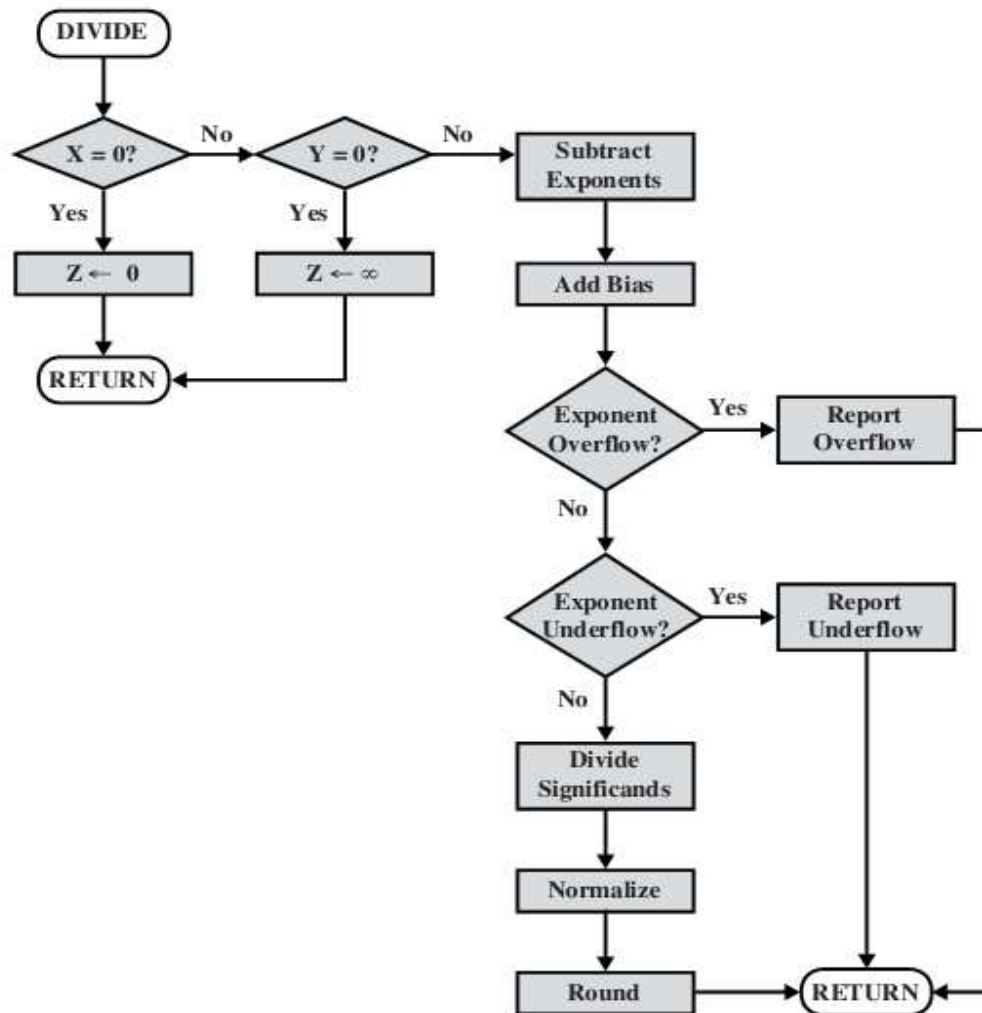 DIVIDE
X = 0?
No
Y = 0?
No
Subtract
Exponents
Yes
Yes
Z ← 0
Z ← ∞
Add Bias
RETURN
Exponent
Overflow?
Yes
Report
Overflow
No
Exponent
Underflow?
Yes
Report
Underflow
No
Divide
Significands
Normalize
Round
RETURN